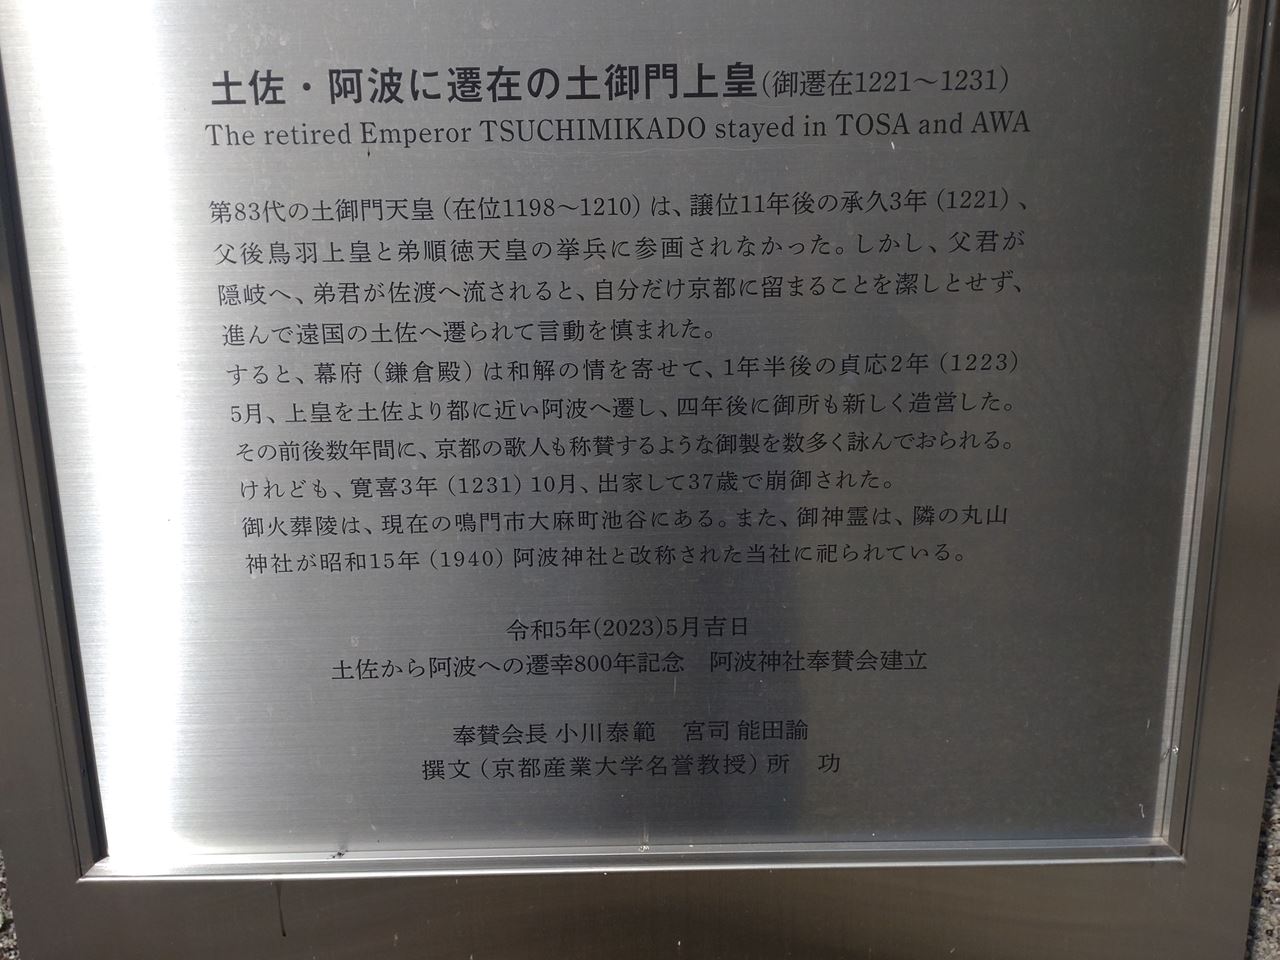 土佐・阿波に遷在の土御門上皇(御遷在1221〜1231)
The retired Emperor TSUCHIMIKADO stayed in TOSA and AWA
第83代の土御門天皇(在位1198〜1210)は、譲位11年後の承久3年(1221)、
父後鳥羽上皇と弟順徳天皇の挙兵に参画されなかった。しかし、父君が
隠岐へ、弟君が佐渡へ流されると、自分だけ京都に留まることを潔しとせず、
進んで遠国の土佐へ遷られて言動を慎まれた。
すると、幕府(鎌倉殿)は和解の情を寄せて、1年半後の貞応2年(1223)
5月、上皇を土佐より都に近い阿波へ遷し、四年後に御所も新しく造営した。
その前後数年間に、京都の歌人も称賛するような御製を数多く詠んでおられる。
けれども、寛喜3年(1231)10月、出家して37歳で崩御された。
御火葬陵は、現在の鳴門市大麻町池谷にある。また、御神霊は、隣の丸山
神社が昭和15年(1940)阿波神社と改称された当社に祀られている。
令和5年(2023)5月吉日
土佐から阿波への遷幸800年記念　阿波神社奉賛会建立
奉賛会長 小川泰範　宮司 能田諭
撰文(京都産業大学名誉教授)所　功